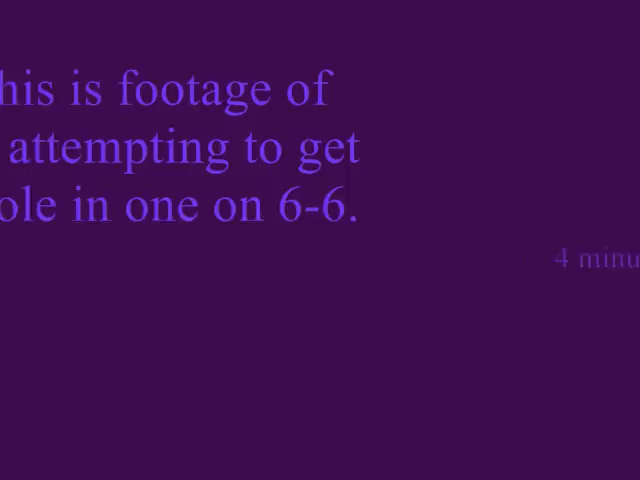 his is footage of
attempting to get
ole in one on 6-6.
4 minu